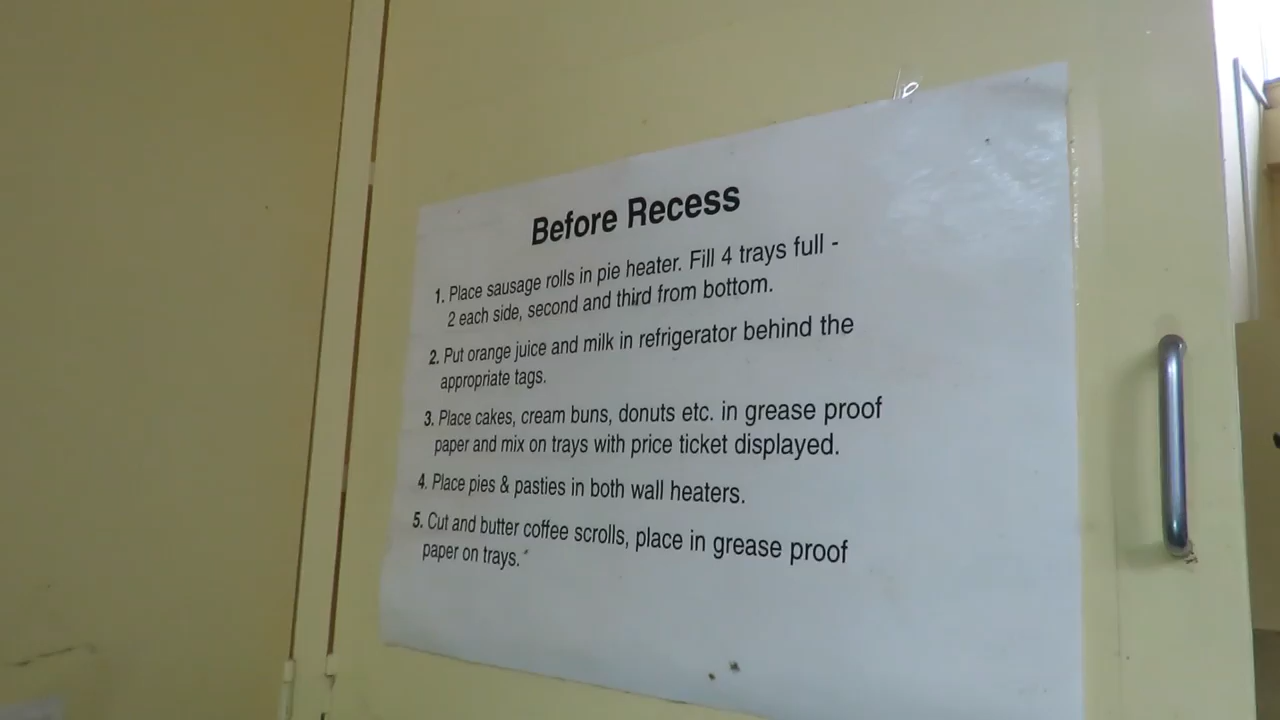 Before Recess
1. Place sausage rolls in pie heater. Fill 4 trays full -
2 each side, second and third from bottom.
2. Put orange juice and milk in refrigerator behind the
appropriate tags.
3. Place cakes, cream buns, donuts etc. in grease proof
paper and mix on trays with price ticket displayed.
4. Place pies & pasties in both wall heaters.
5. Cut and butter coffee scrolls, place in grease proof
paper on trays.